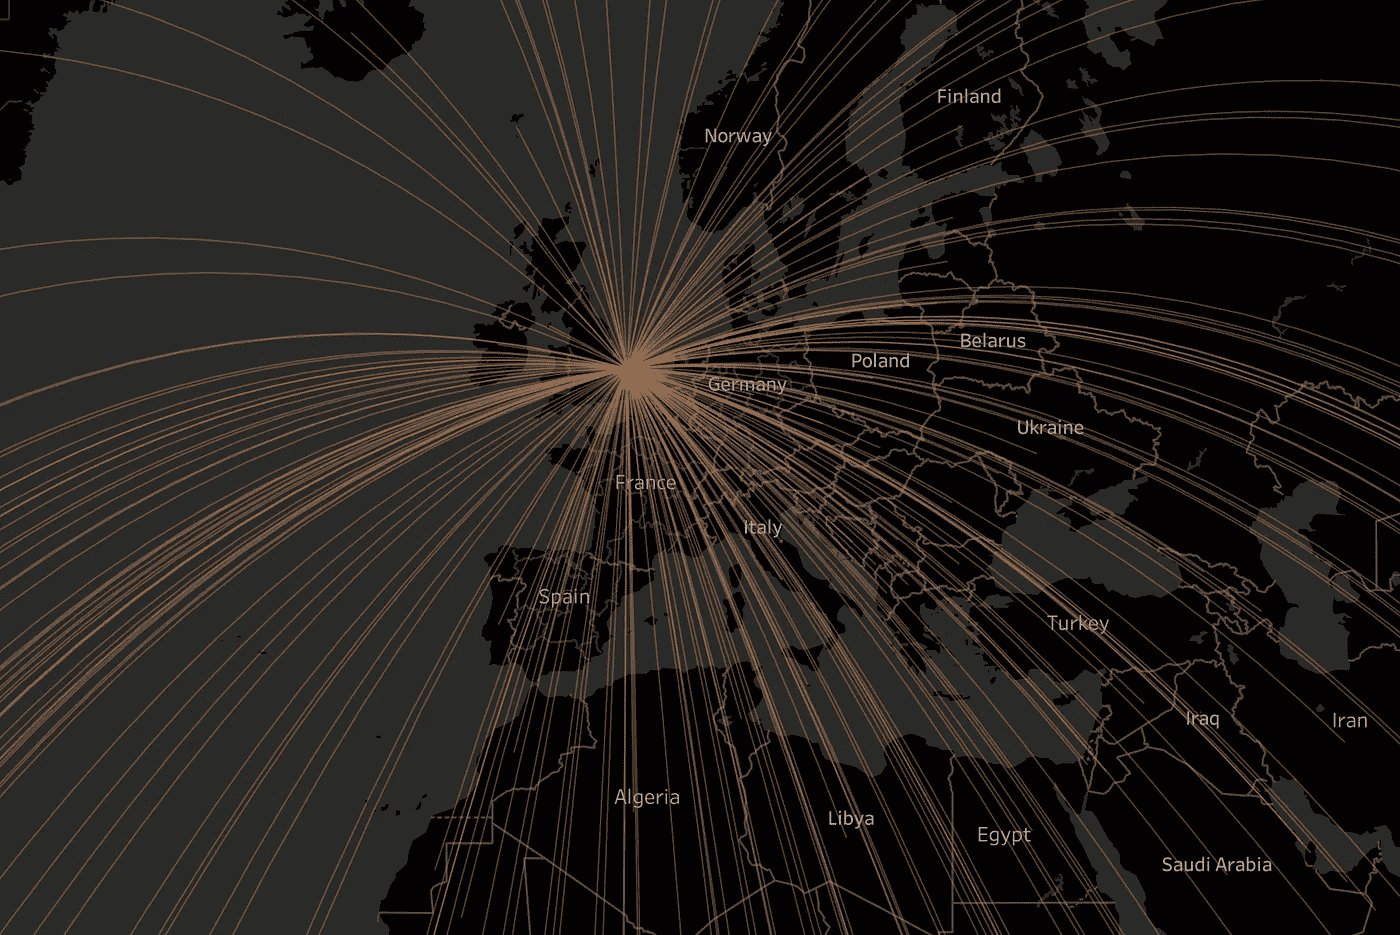 Finland
Norway
Belarus
Poland
Germany
Ukraine
France
Italy
Spain
Turkey
Iraq
Iran
Algeria
Libya
Egypt
Saudi Arabia